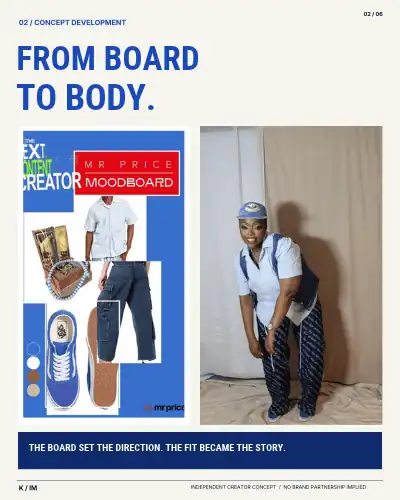 02 / CONCEPT DEVELOPMENT
02 / 06
FROM BOARD
TO BODY.
THE
EXT
CONTENT
CREATOR
MR PRICE
MOODBOARD
mrprice
THE BOARD SET THE DIRECTION. THE FIT BECAME THE STORY.
K / IM
INDEPENDENT CREATOR CONCEPT / NO BRAND PARTNERSHIP IMPLIED